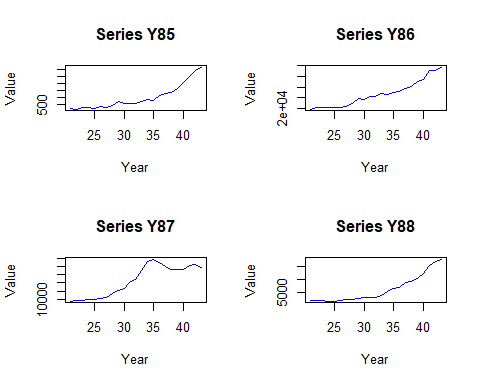 Series Y85
Value
500
25 30 35 40
Year
Series Y86
Value
2e+04
25 30 35 40
Year
Series Y87
Value
10000
25 30 35 40
Year
Series Y88
Value
5000
25 30 35 40
Year